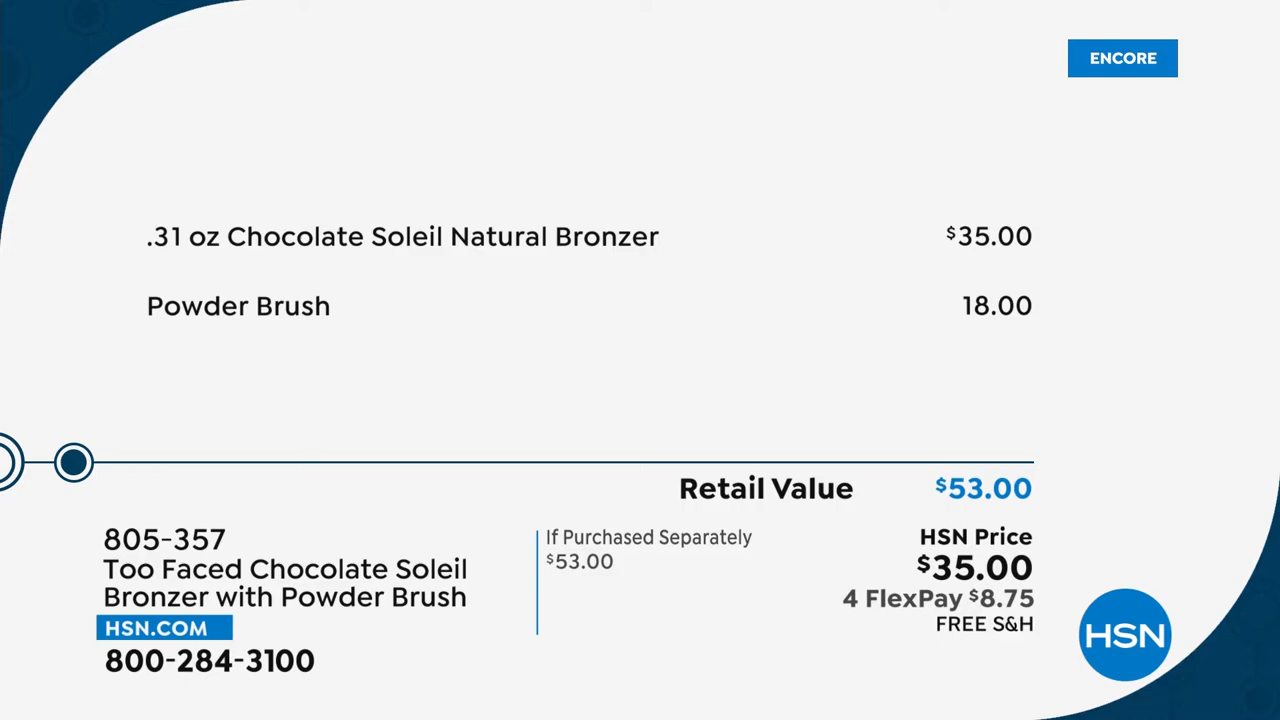 ENCORE
.31 oz Chocolate Soleil Natural Bronzer $35.00
Powder Brush 18.00
Retail Value $53.00
805-357
Too Faced Chocolate Soleil
Bronzer with Powder Brush
HSN.COM
800-284-3100
If Purchased Separately
$53.00
HSN Price
$35.00
4 FlexPay $8.75
FREE S&H
HSN